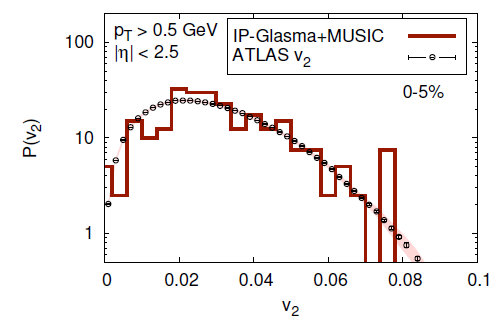 p_T > 0.5 GeV
|η| < 2.5
IP-Glasma+MUSIC
ATLAS v_2
0-5%
P(v_2)
100
10
1
0
0.02
0.04
0.06
0.08
0.1
v_2